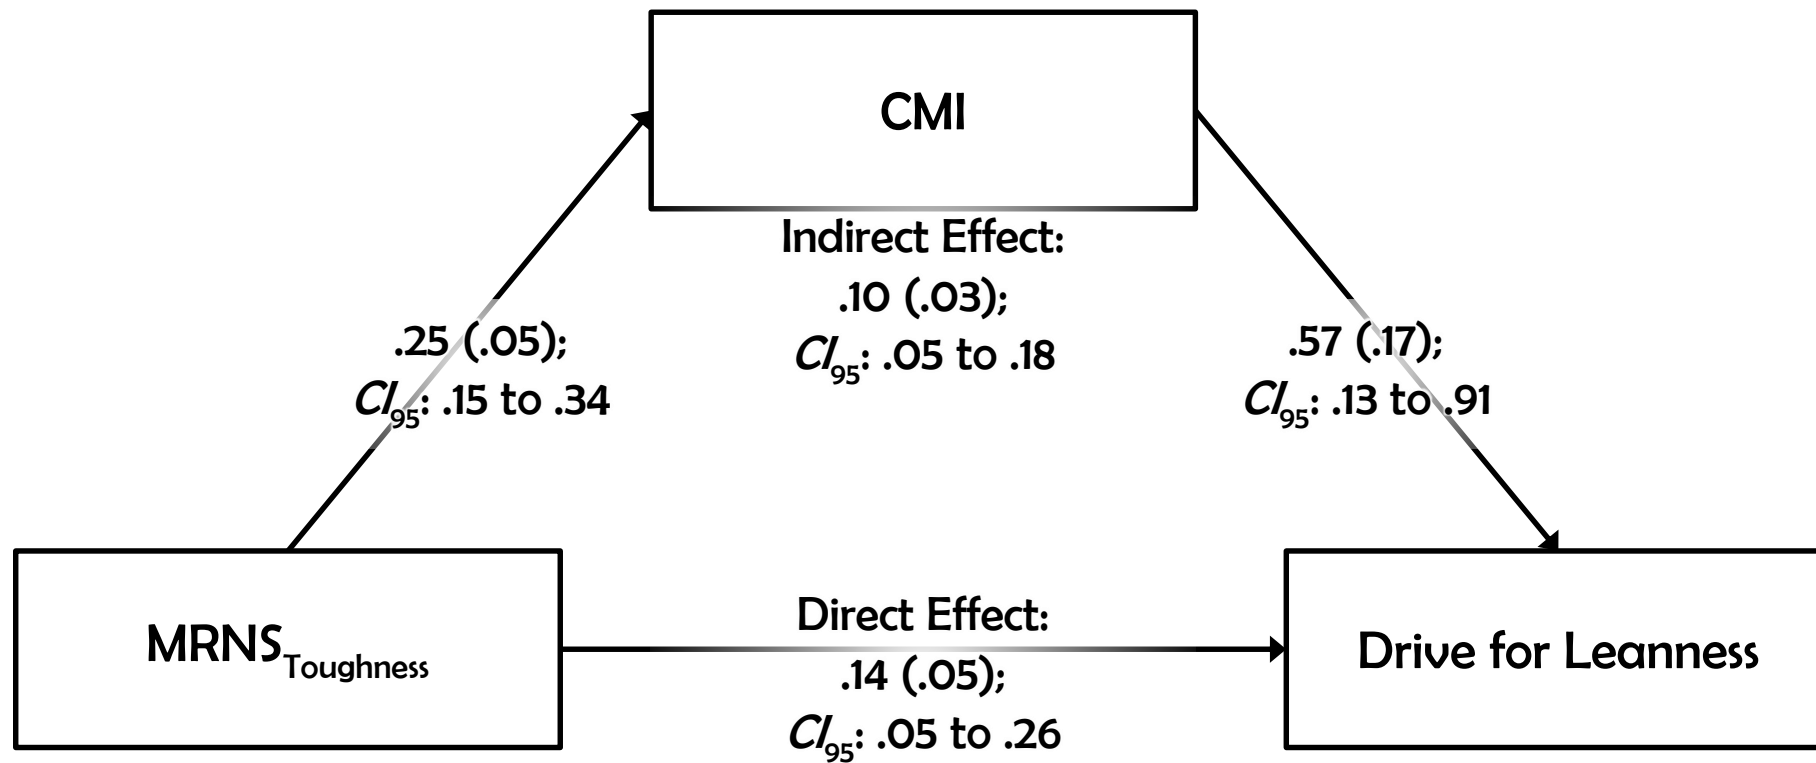 CMI
Indirect Effect:
.10 (.03);
CI95: .05 to .18
.25 (.05);
CI95: .15 to .34
.57 (.17);
CI95: .13 to .91
MRNSToughness
Direct Effect:
.14 (.05);
CI95: .05 to .26
Drive for Leanness